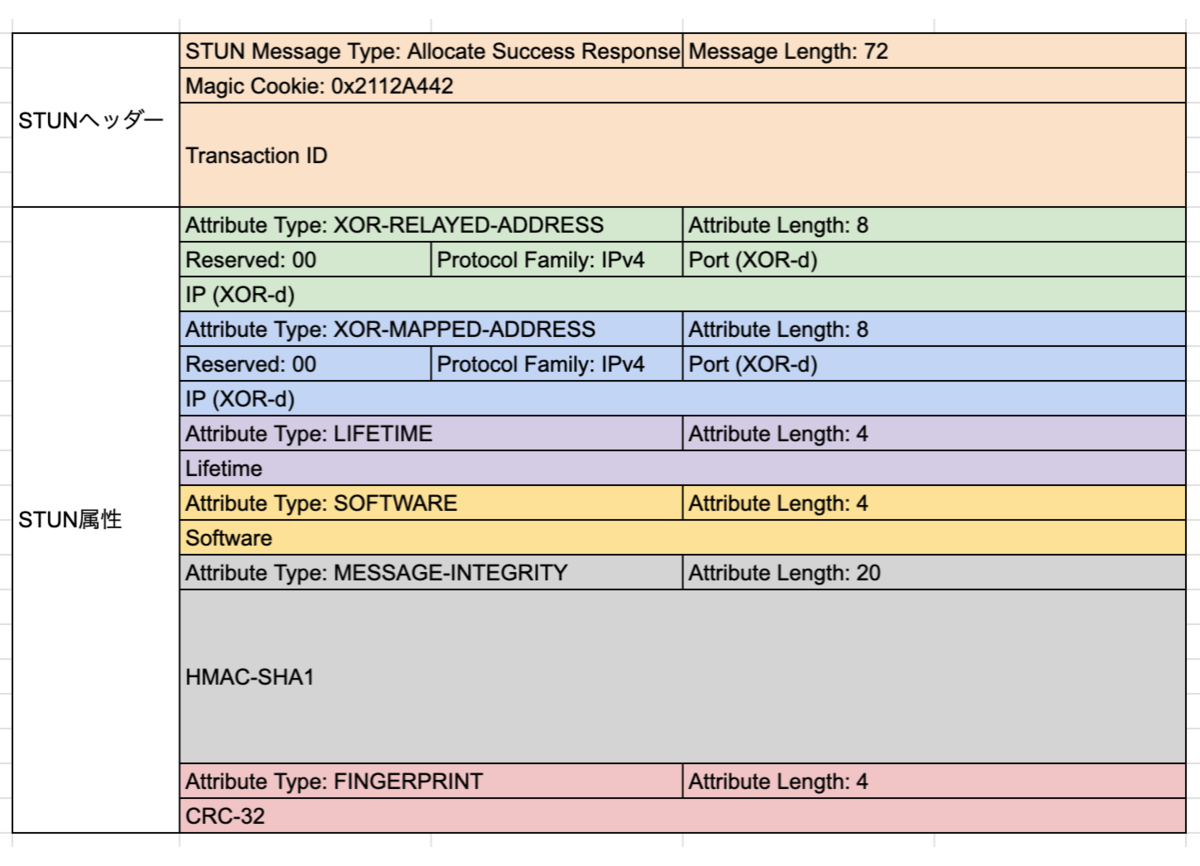 STUN Message Type: Allocate Success Response Message Length: 72
Magic Cookie: 0x2112A442
STUNヘッダー
Transaction ID
Attribute Type: XOR-RELAYED-ADDRESS Attribute Length: 8
Reserved: 00 Protocol Family: IPv4 Port (XOR-d)
IP (XOR-d)
Attribute Type: XOR-MAPPED-ADDRESS Attribute Length: 8
Reserved: 00 Protocol Family: IPv4 Port (XOR-d)
IP (XOR-d)
Attribute Type: LIFETIME Attribute Length: 4
Lifetime
Attribute Type: SOFTWARE Attribute Length: 4
STUN属性
Software
Attribute Type: MESSAGE-INTEGRITY Attribute Length: 20
HMAC-SHA1
Attribute Type: FINGERPRINT Attribute Length: 4
CRC-32